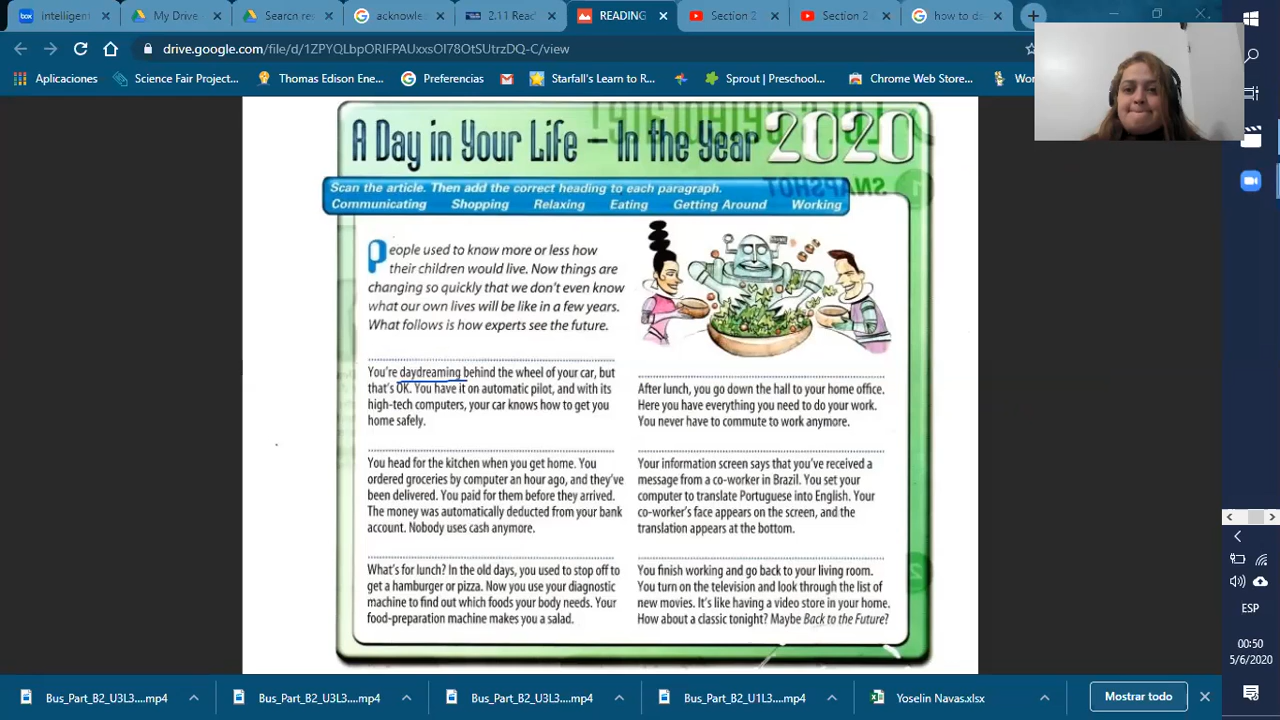 intelligent
My Drive
Search res
acknowle
2.11 Read
READING
Section 2
Section 2
how to do
drive.google.com/file/d/1ZPYQLbpORIFPAUxxsOI78OtSUtrzDQ-C/view
Aplicaciones
Science Fair Project...
Thomas Edison Ene...
Preferencias
Starfall's Learn to R...
Sprout | Preschool...
Chrome Web Store...
A Day in Your Life – In the Year 2020
Scan the article. Then add the correct heading to each paragraph.
Communicating Shopping Relaxing Eating Getting Around Working
People used to know more or less how
their children would live. Now things are
changing so quickly that we don't even know
what our own lives will be like in a few years.
What follows is how experts see the future.
You're daydreaming behind the wheel of your car, but
that's OK. You have it on automatic pilot, and with its
high-tech computers, your car knows how to get you
home safely.
You head for the kitchen when you get home. You
ordered groceries by computer an hour ago, and they've
been delivered. You paid for them before they arrived.
The money was automatically deducted from your bank
account. Nobody uses cash anymore.
What's for lunch? In the old days, you used to stop off to
get a hamburger or pizza. Now you use your diagnostic
machine to find out which foods your body needs. Your
food-preparation machine makes you a salad.
After lunch, you go down the hall to your home office.
Here you have everything you need to do your work.
You never have to commute to work anymore.
Your information screen says that you've received a
message from a co-worker in Brazil. You set your
computer to translate Portuguese into English. Your
co-worker's face appears on the screen, and the
translation appears at the bottom.
You finish working and go back to your living room.
You turn on the television and look through the list of
new movies. It's like having a video store in your home.
How about a classic tonight? Maybe Back to the Future?
ESP
00:50
5/6/2020
Bus_Part_B2_U3L3....mp4
Bus_Part_B2_U3L3....mp4
Bus_Part_B2_U3L3....mp4
Bus_Part_B2_U1L3....mp4
Yoselin Navas.xlsx
Mostrar todo